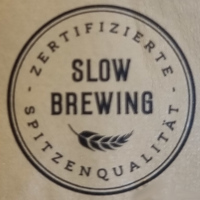 - ZERTIFIZIERTE -
SLOW
BREWING
SPITZENQUALITÄT